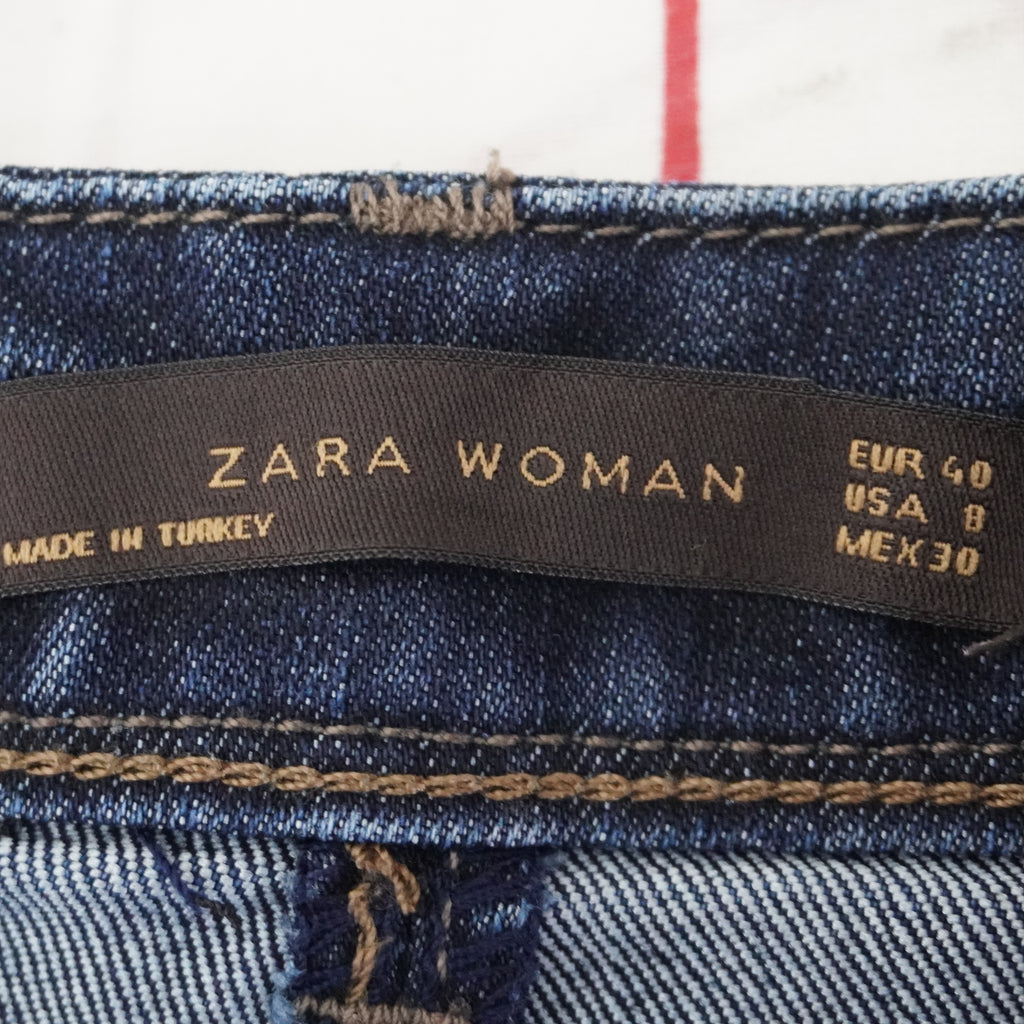 ZARA WOMAN
MADE IN TURKEY
EUR 40
USA 8
MEX 30